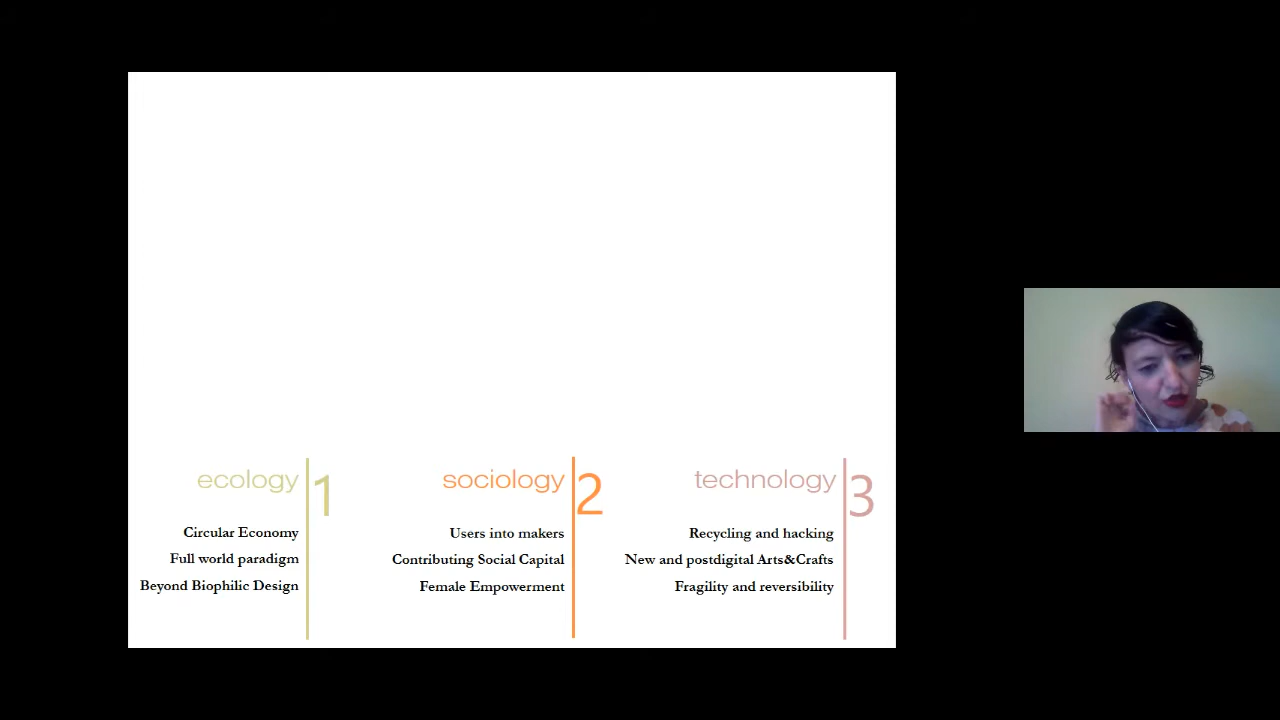 ecology 1
Circular Economy
Full world paradigm
Beyond Biophilic Design
sociology 2
Users into makers
Contributing Social Capital
Female Empowerment
technology 3
Recycling and hacking
New and postdigital Arts&Crafts
Fragility and reversibility